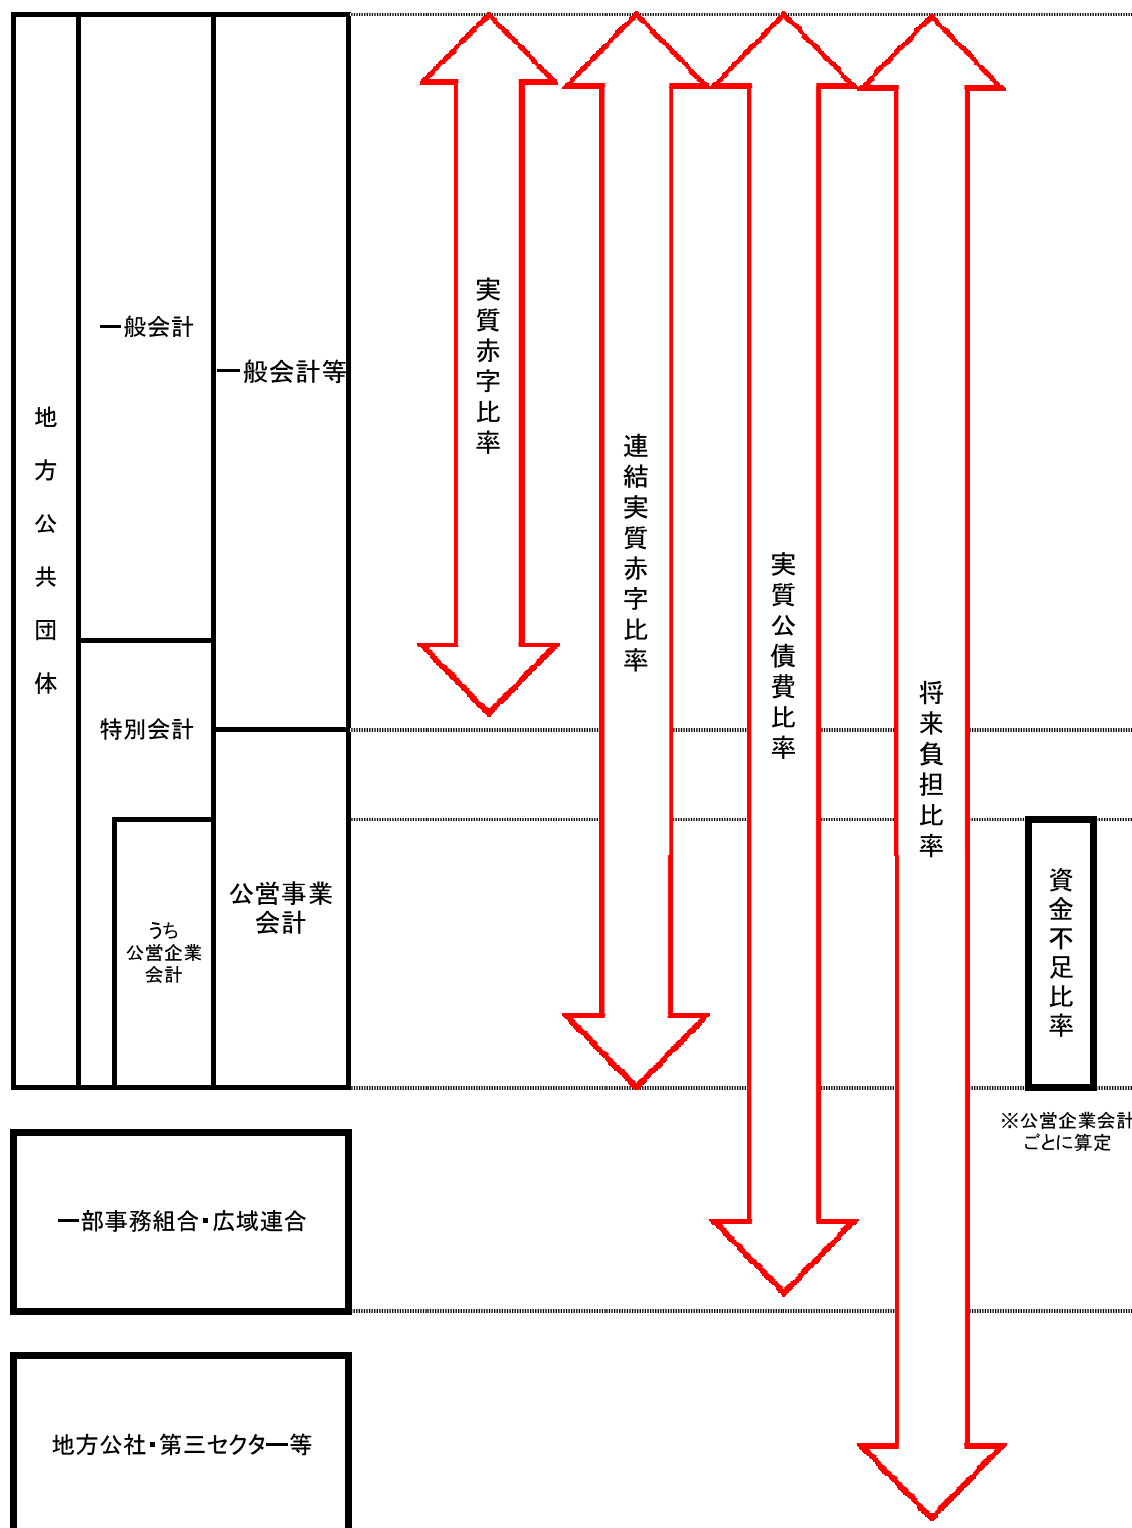 地方公共団体
一般会計
一般会計等
特別会計
うち
公営企業
会計
公営事業
会計
実質赤字比率
連結実質赤字比率
実質公債費比率
将来負担比率
資金不足比率
※公営企業会計
ごとに算定
一部事務組合・広域連合
地方公社・第三セクター等